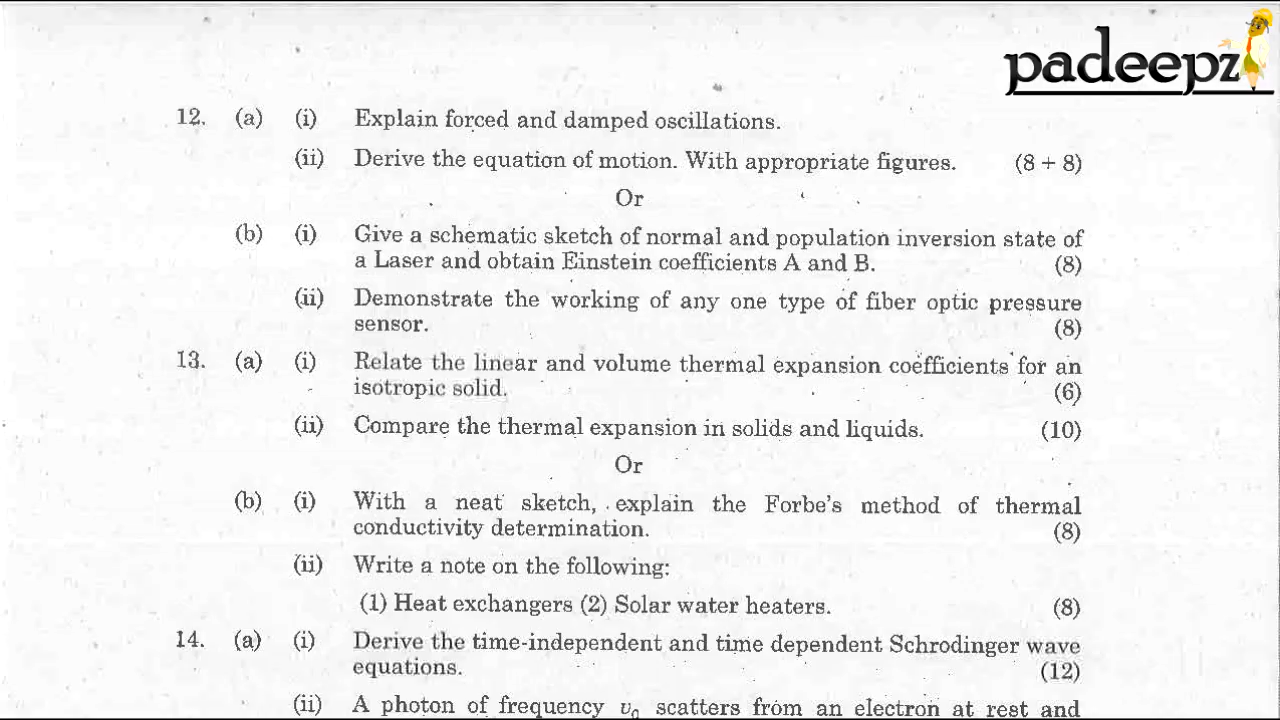 padeepz
12. (a) (i) Explain forced and damped oscillations.
(ii) Derive the equation of motion. With appropriate figures. (8 + 8)
Or
(b) (i) Give a schematic sketch of normal and population inversion state of
a Laser and obtain Einstein coefficients A and B. (8)
(ii) Demonstrate the working of any one type of fiber optic pressure
sensor. (8)
13. (a) (i) Relate the linear and volume thermal expansion coefficients for an
isotropic solid. (6)
(ii) Compare the thermal expansion in solids and liquids. (10)
Or
(b) (i) With a neat sketch, explain the Forbe's method of thermal
conductivity determination. (8)
(ii) Write a note on the following:
(1) Heat exchangers (2) Solar water heaters. (8)
14. (a) (i) Derive the time-independent and time dependent Schrodinger wave
equations. (12)
(ii) A photon of frequency υ₀ scatters from an electron at rest and